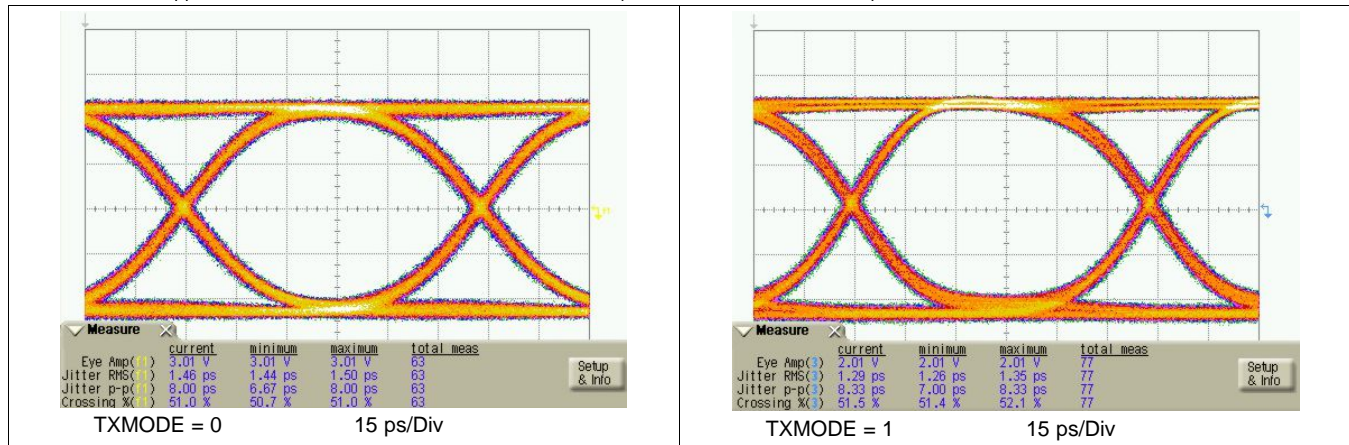 Measure
current minimum maximum total meas
Eye Amp(f1) 3.01 V 3.01 V 3.01 V 63
Jitter RMS(f1) 1.46 ps 1.44 ps 1.50 ps 63
Jitter p-p(f1) 8.00 ps 6.67 ps 8.00 ps 63
Crossing %(f1) 51.0 % 50.7 % 51.0 % 63
Setup
& Info
TXMODE = 0 15 ps/Div
Measure
current minimum maximum total meas
Eye Amp(3) 2.01 V 2.01 V 2.01 V 77
Jitter RMS(3) 1.29 ps 1.26 ps 1.35 ps 77
Jitter p-p(3) 8.33 ps 7.00 ps 8.33 ps 77
Crossing %(3) 51.5 % 51.4 % 52.1 % 77
Setup
& Info
TXMODE = 1 15 ps/Div